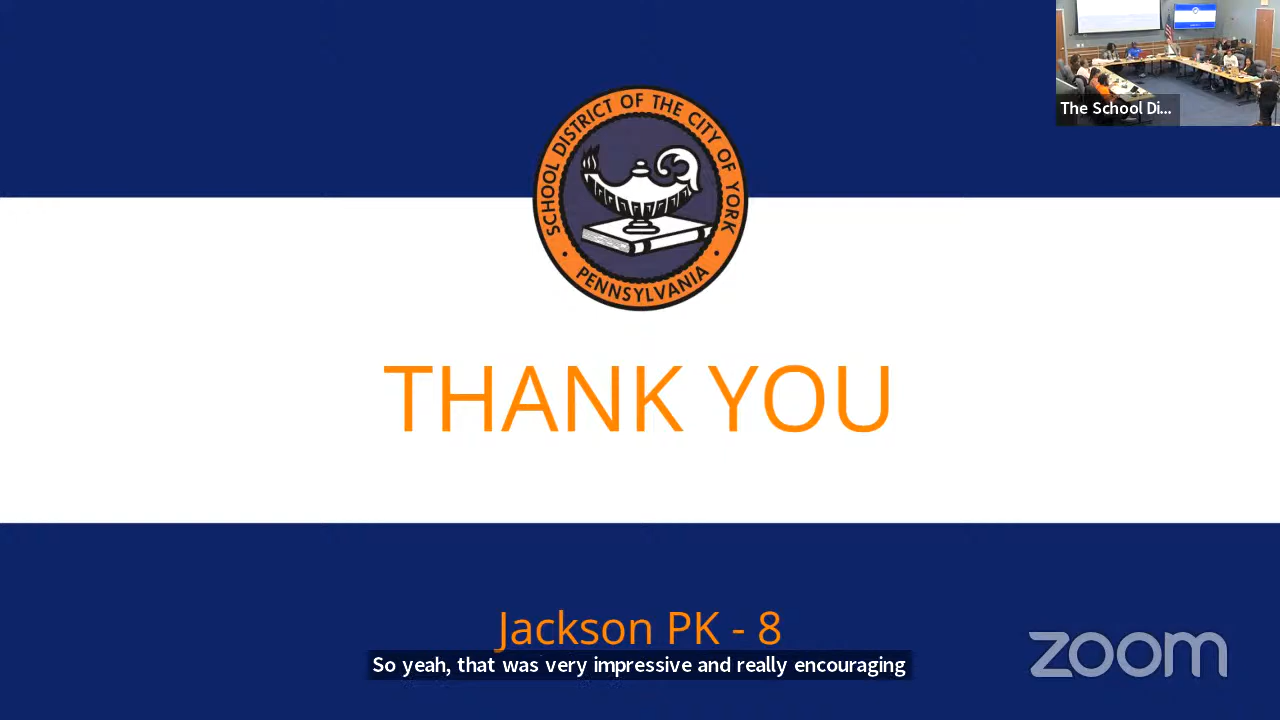 The School Di...
SCHOOL DISTRICT OF THE CITY OF YORK
• PENNSYLVANIA •
THANK YOU
Jackson PK - 8
So yeah, that was very impressive and really encouraging
zoom